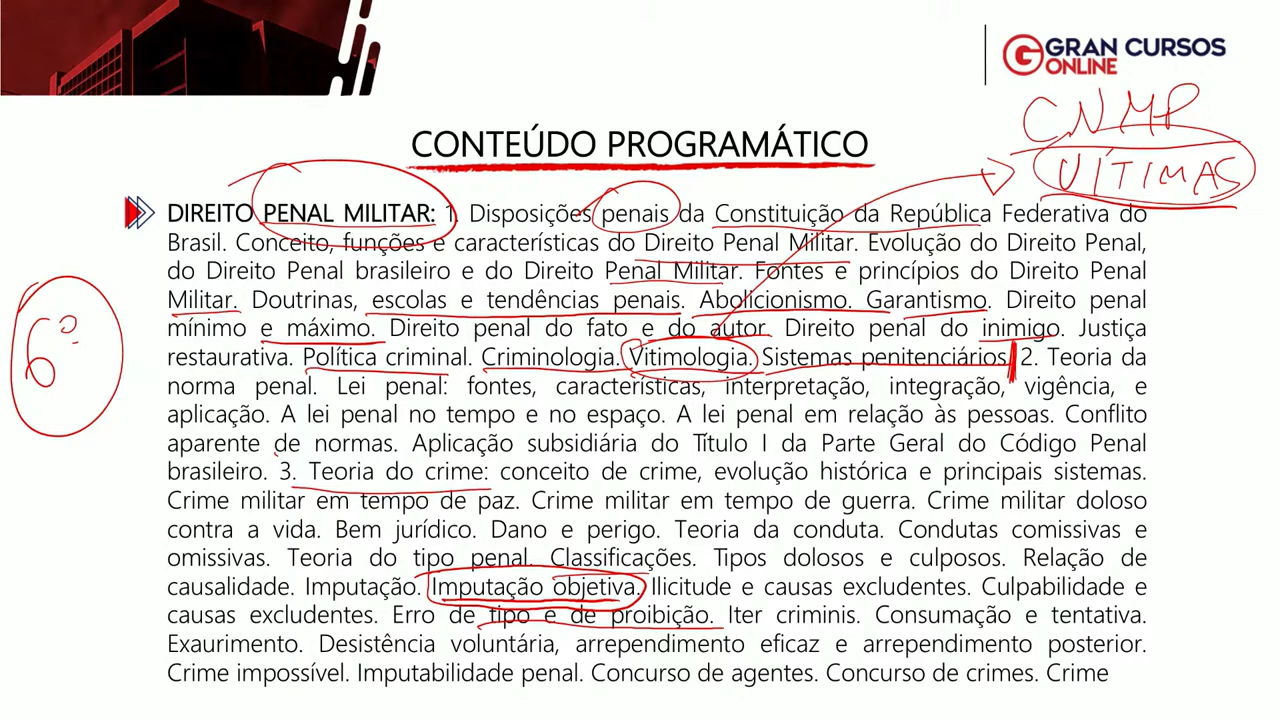 GRAN CURSOS
ONLINE
CNMP
VÍTIMAS
CONTEÚDO PROGRAMÁTICO
DIREITO PENAL MILITAR: 1. Disposições penais da Constituição da República Federativa do
Brasil. Conceito, funções e características do Direito Penal Militar. Evolução do Direito Penal,
do Direito Penal brasileiro e do Direito Penal Militar. Fontes e princípios do Direito Penal
Militar. Doutrinas, escolas e tendências penais. Abolicionismo. Garantismo. Direito penal
mínimo e máximo. Direito penal do fato e do autor. Direito penal do inimigo. Justiça
restaurativa. Política criminal. Criminologia. Vitimologia. Sistemas penitenciários. 2. Teoria da
norma penal. Lei penal: fontes, características, interpretação, integração, vigência, e
aplicação. A lei penal no tempo e no espaço. A lei penal em relação às pessoas. Conflito
aparente de normas. Aplicação subsidiária do Título I da Parte Geral do Código Penal
brasileiro. 3. Teoria do crime: conceito de crime, evolução histórica e principais sistemas.
Crime militar em tempo de paz. Crime militar em tempo de guerra. Crime militar doloso
contra a vida. Bem jurídico. Dano e perigo. Teoria da conduta. Condutas comissivas e
omissivas. Teoria do tipo penal. Classificações. Tipos dolosos e culposos. Relação de
causalidade. Imputação. Imputação objetiva. Ilicitude e causas excludentes. Culpabilidade e
causas excludentes. Erro de tipo e de proibição. Iter criminis. Consumação e tentativa.
Exaurimento. Desistência voluntária, arrependimento eficaz e arrependimento posterior.
Crime impossível. Imputabilidade penal. Concurso de agentes. Concurso de crimes. Crime
6º